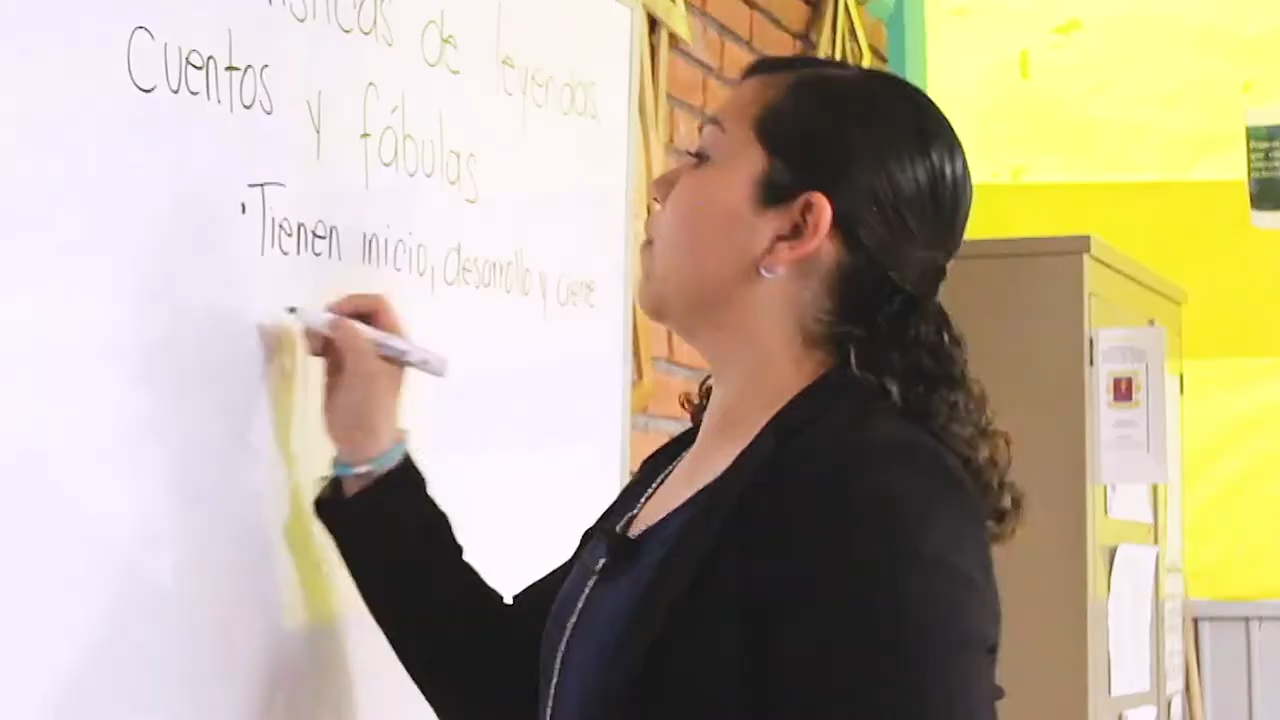 de leyendas
cuentos y fábulas
·Tienen inicio, desarrollo y cierre